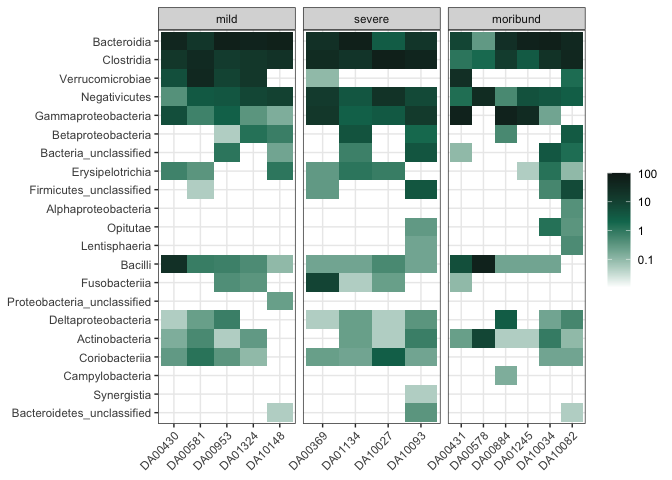 mild
severe
moribund
Bacteroidia
Clostridia
Verrucomicrobiae
Negativicutes
Gammaproteobacteria
Betaproteobacteria
Bacteria_unclassified
Erysipelotrichia
Firmicutes_unclassified
Alphaproteobacteria
Opitutae
Lentisphaeria
Bacilli
Fusobacteriia
Proteobacteria_unclassified
Deltaproteobacteria
Actinobacteria
Coriobacteriia
Campylobacteria
Synergistia
Bacteroidetes_unclassified
100
10
1
0.1
DA00430
DA00581
DA00953
DA01324
DA10148
DA00369
DA01134
DA10027
DA10093
DA00431
DA00578
DA00884
DA01245
DA10034
DA10082